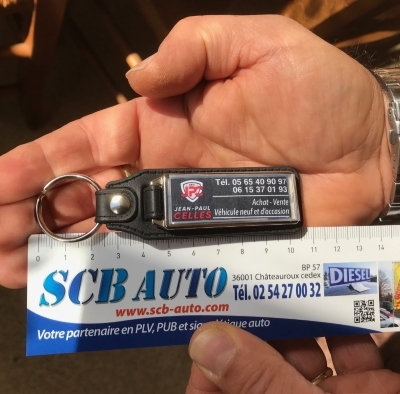 Tél. 05 65 40 90 97
06 15 37 01 93
JEAN-PAUL
CELLES
Achat - Vente
Véhicule neuf et d'occasion
0 1 2 3 4 5 6 7 8 9 10 11 12 13 14
SCB AUTO
www.scb-auto.com
Votre partenaire en PLV, PUB et auto
BP 57
36001 Châteauroux cedex
Tél. 02 54 27 00 32
DIESEL